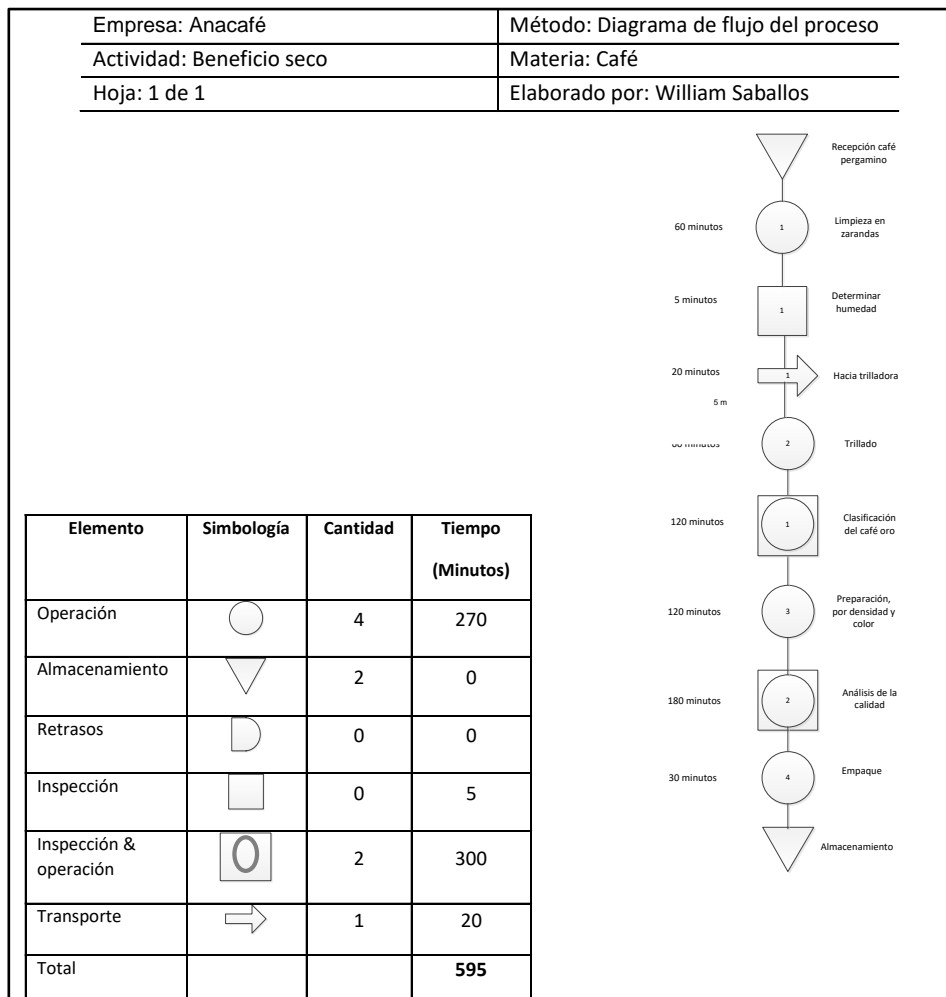 Empresa: Anacafé
Método: Diagrama de flujo del proceso
Actividad: Beneficio seco
Materia: Café
Hoja: 1 de 1
Elaborado por: William Saballos
Recepción café
pergamino
60 minutos
1
Limpieza en
zarandas
5 minutos
1
Determinar
humedad
20 minutos
1
Hacia trilladora
5 m
minutos
2
Trillado
120 minutos
1
Clasificación
del café oro
120 minutos
3
Preparación,
por densidad y
color
180 minutos
2
Análisis de la
calidad
30 minutos
4
Empaque
Almacenamiento
Elemento
Simbología
Cantidad
Tiempo
(Minutos)
Operación
4
270
Almacenamiento
2
0
Retrasos
0
0
Inspección
0
5
Inspección &
operación
2
300
Transporte
1
20
Total
595